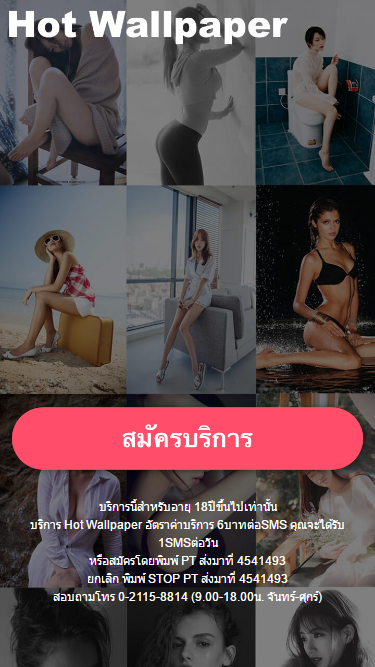 Hot Wallpaper
สมัครบริการ
บริการนี้สำหรับอายุ 18ปีขึ้นไปเท่านั้น
บริการ Hot Wallpaper อัตราค่าบริการ 6บาทต่อSMS คุณจะได้รับ
1SMSต่อวัน
หรือสมัครโดยพิมพ์ PT ส่งมาที่ 4541493
ยกเลิก พิมพ์ STOP PT ส่งมาที่ 4541493
สอบถามโทร 0-2115-8814 (9.00-18.00น. จันทร์-ศุกร์)